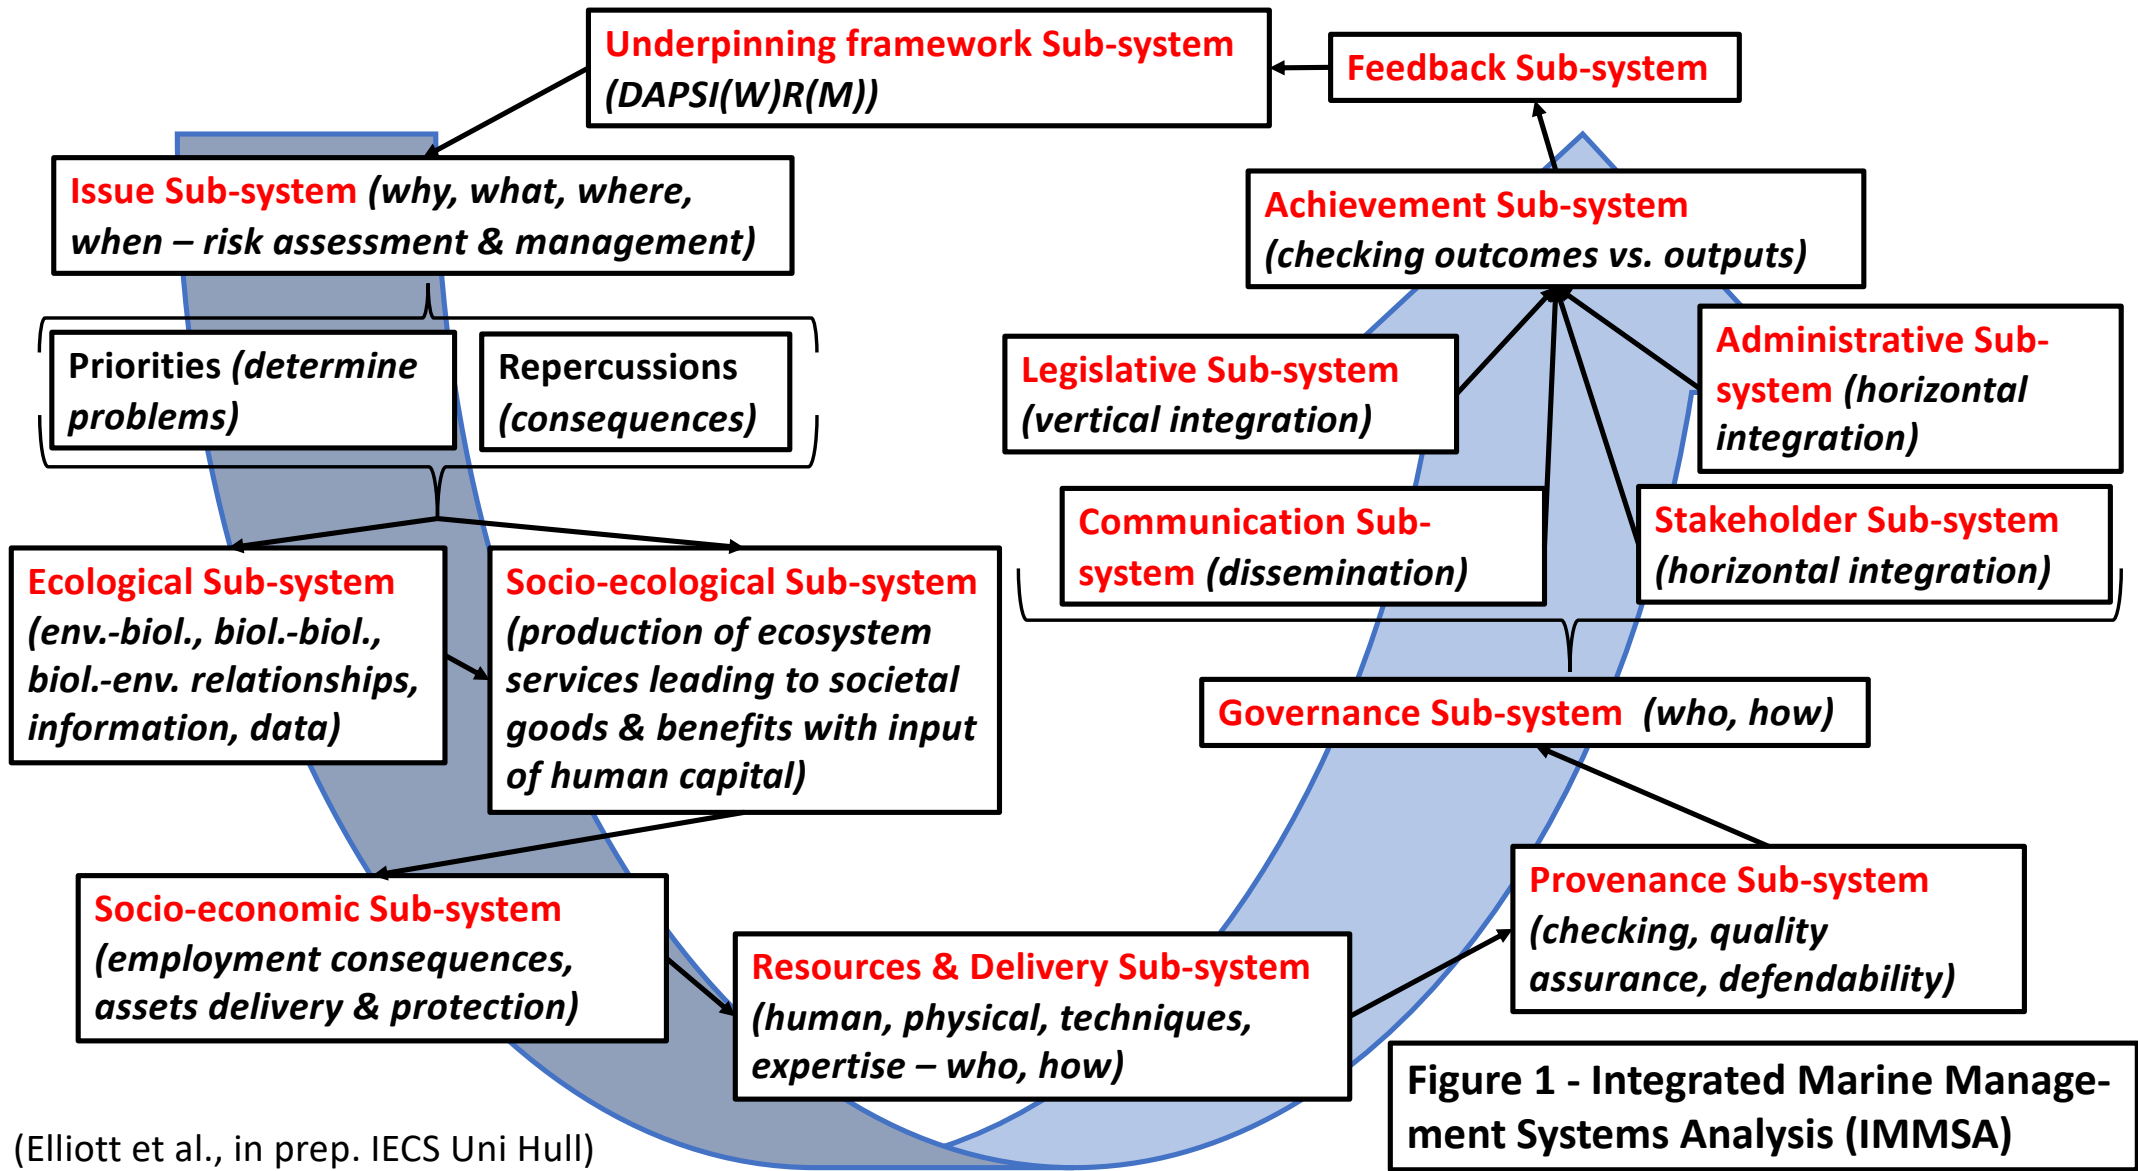 Underpinning framework Sub-system
(DAPSI(W)R(M))
Feedback Sub-system
Issue Sub-system (why, what, where,
when – risk assessment & management)
Achievement Sub-system
(checking outcomes vs. outputs)
Priorities (determine
problems)
Repercussions
(consequences)
Legislative Sub-system
(vertical integration)
Administrative Sub-
system (horizontal
integration)
Communication Sub-
system (dissemination)
Stakeholder Sub-system
(horizontal integration)
Ecological Sub-system
(env.-biol., biol.-biol.,
biol.-env. relationships,
information, data)
Socio-ecological Sub-system
(production of ecosystem
services leading to societal
goods & benefits with input
of human capital)
Governance Sub-system (who, how)
Socio-economic Sub-system
(employment consequences,
assets delivery & protection)
Resources & Delivery Sub-system
(human, physical, techniques,
expertise – who, how)
Provenance Sub-system
(checking, quality
assurance, defendability)
Figure 1 - Integrated Marine Manage-
ment Systems Analysis (IMMSA)
(Elliott et al., in prep. IECS Uni Hull)